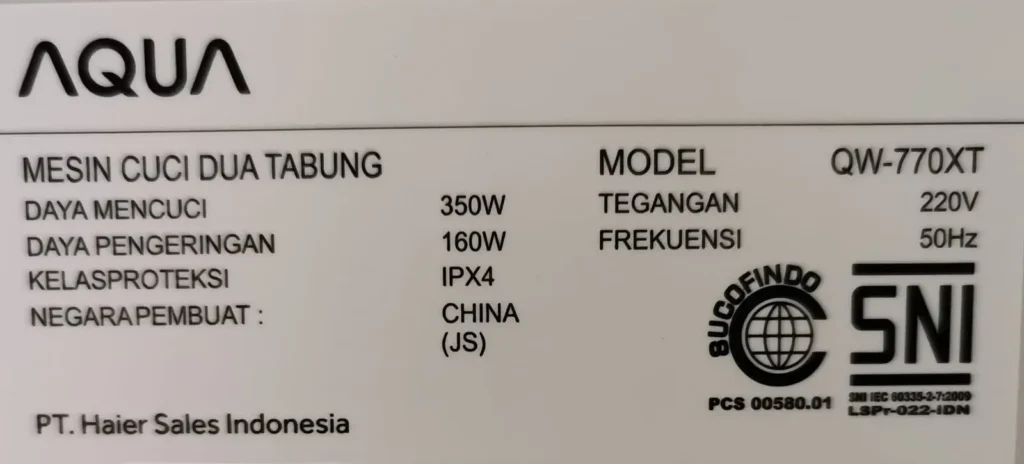 AQUA
MESIN CUCI DUA TABUNG
DAYA MENCUCI 350W
DAYA PENGERINGAN 160W
KELASPROTEKSI IPX4
NEGARAPEMBUAT : CHINA
(JS)
MODEL QW-770XT
TEGANGAN 220V
FREKUENSI 50Hz
SUCOFINDO
PCS 00580.01
SNI
SNI IEC 60335-2-7:2009
LSPr-022-IDN
PT. Haier Sales Indonesia